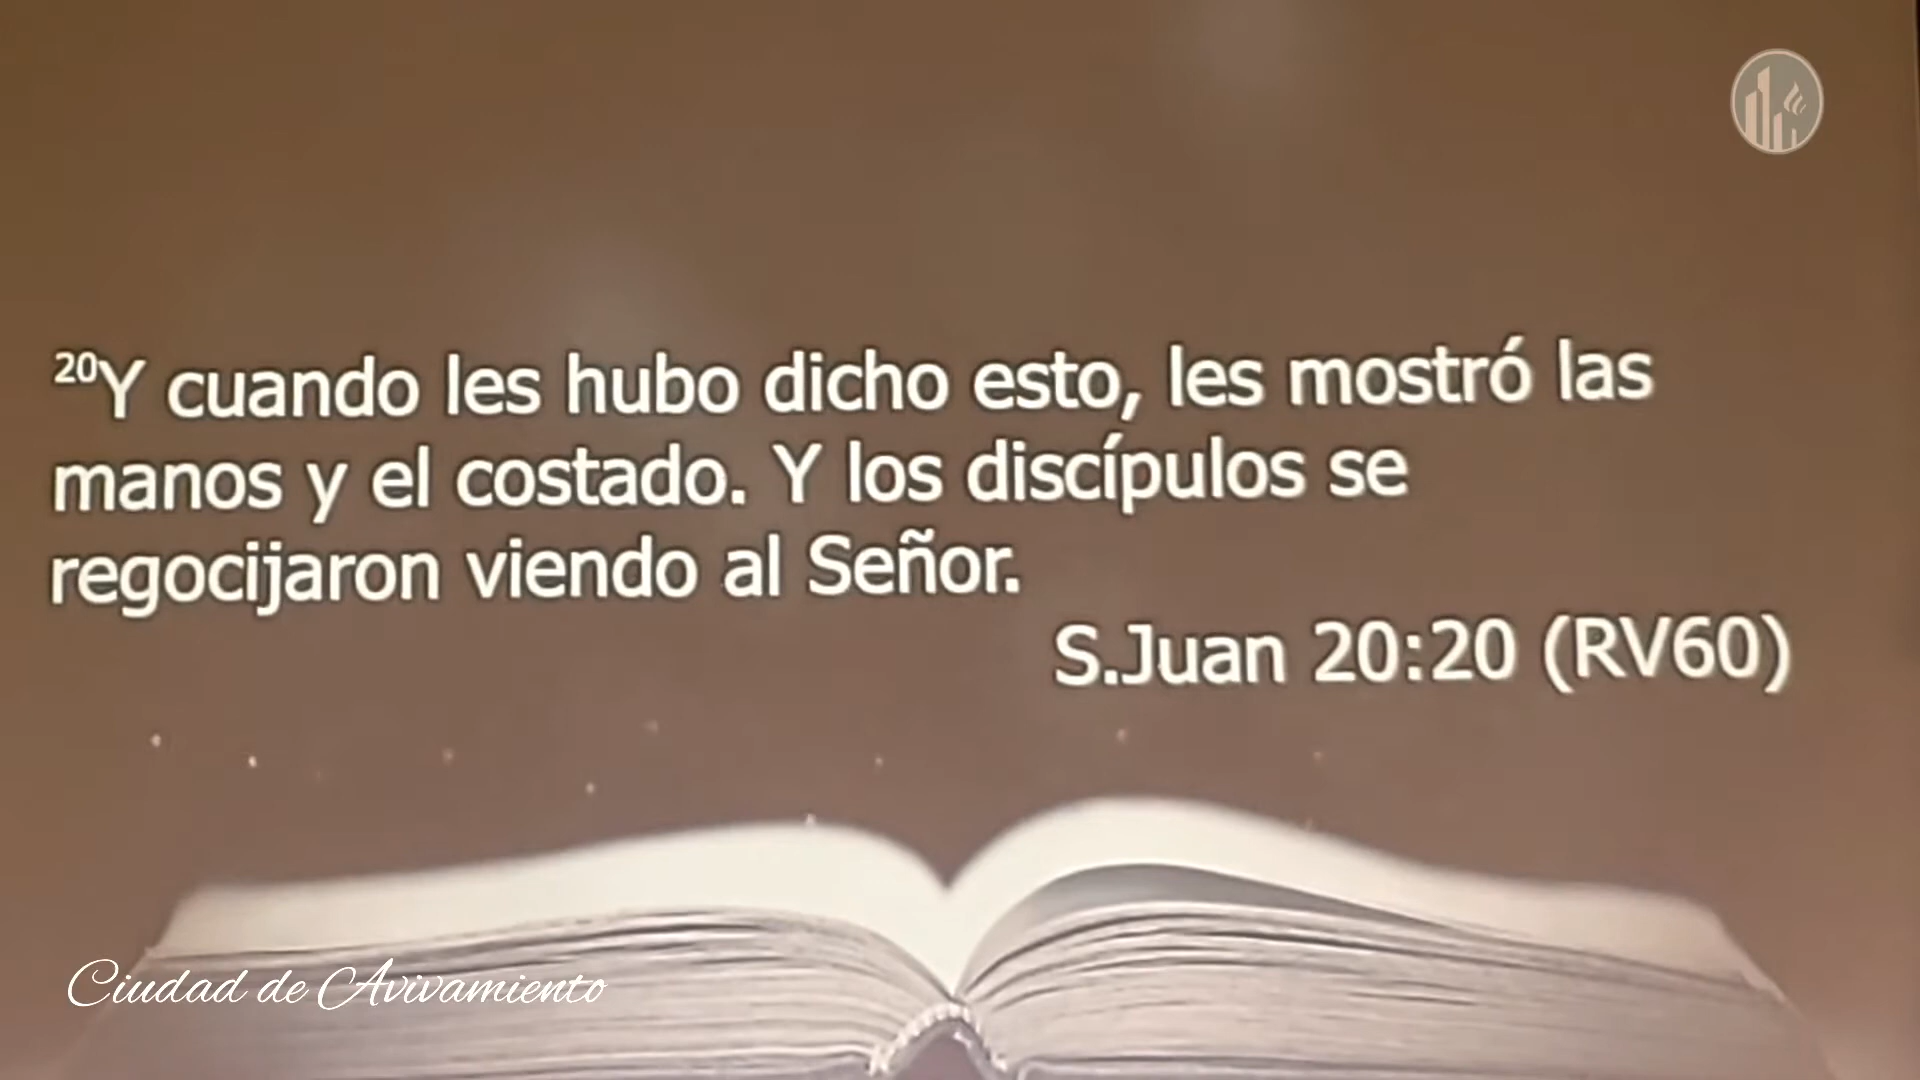 ²⁰Y cuando les hubo dicho esto, les mostró las
manos y el costado. Y los discípulos se
regocijaron viendo al Señor.
S.Juan 20:20 (RV60)
Ciudad de Avivamiento